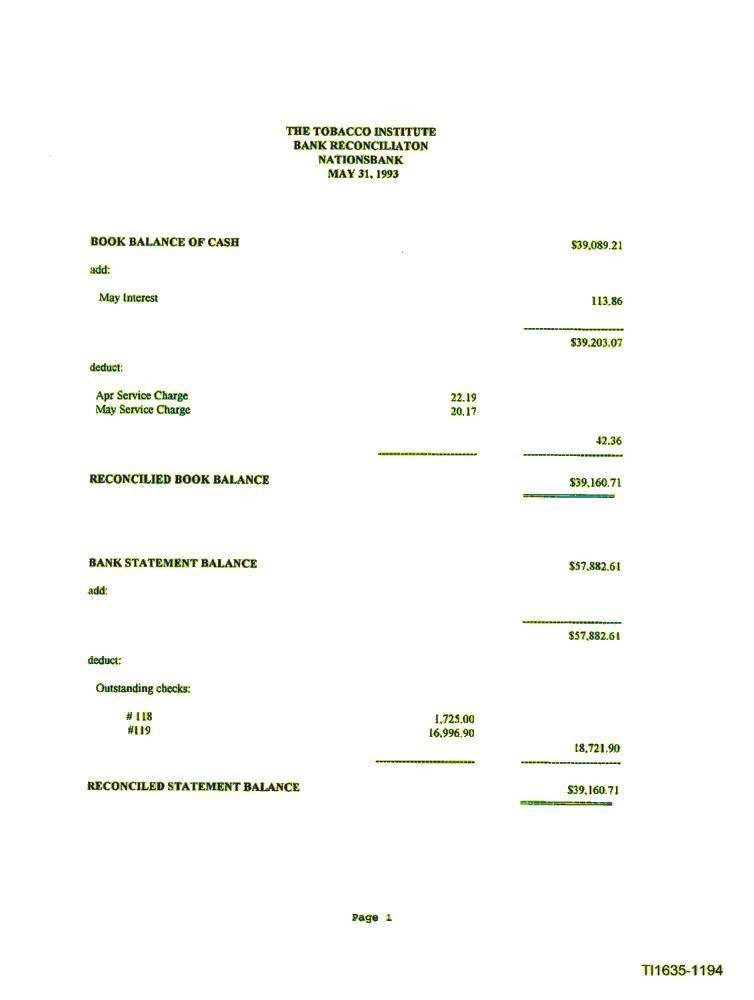 THE TOBACCO INSTITUTE
BANK RECONCILIATON
NATIONSBANK
MAY 31, 1993
BOOK BALANCE OF CASH $39,089.21
add:
May Interest 113.86
$39,203.07
deduct:
Apr Service Charge 22.19
May Service Charge 20.17
42.36
RECONCILIED BOOK BALANCE $39,160.71
BANK STATEMENT BALANCE $57,882.61
add:
$57,882.61
deduct:
Outstanding checks:
# 118 1,725.00
#119 16,996.90
18,721.90
RECONCILED STATEMENT BALANCE $39,160.71
Page 1
TI1635-1194